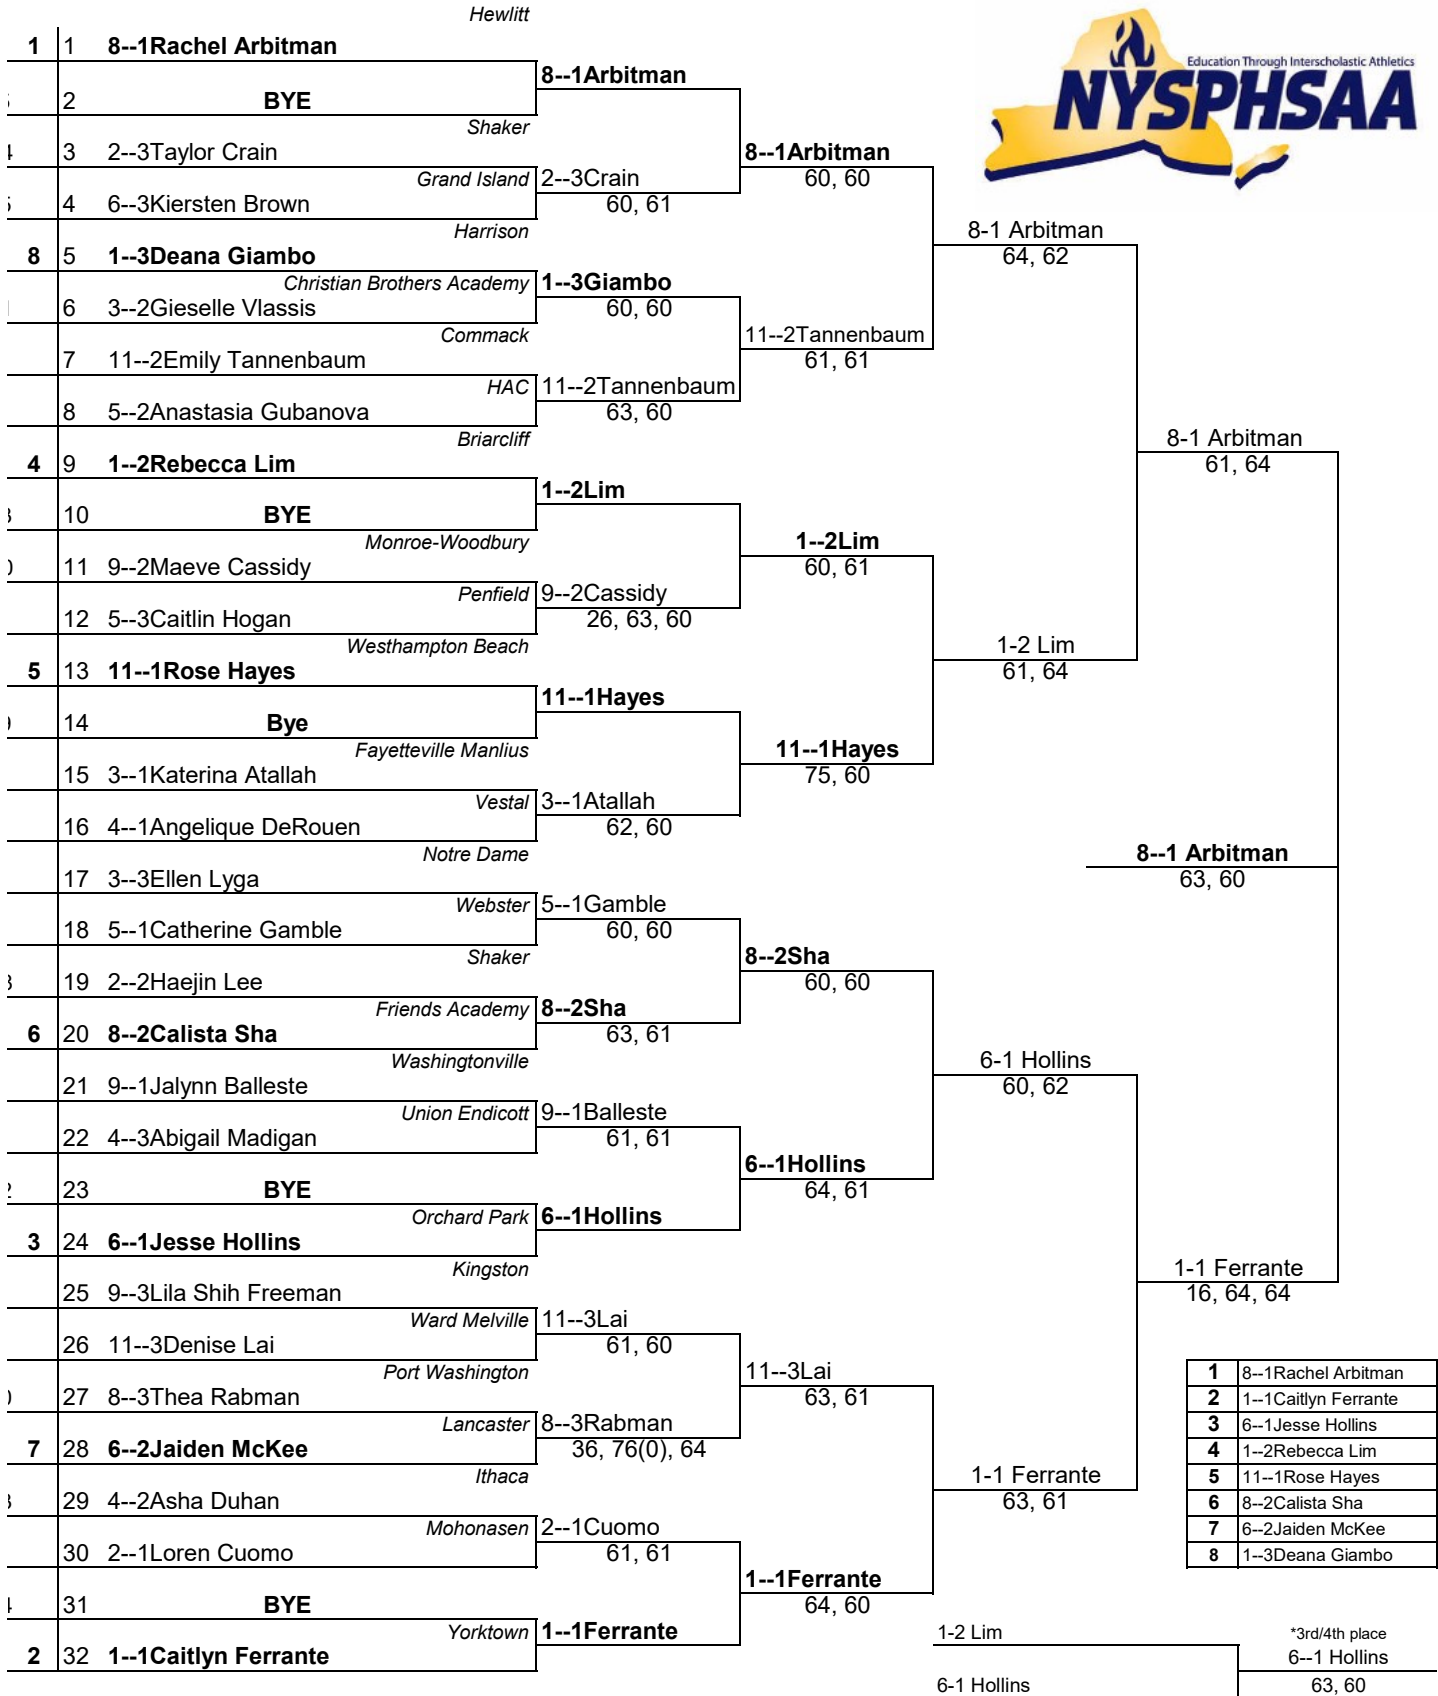 Hewlitt
Education Through Interscholastic Athletics
NYSPHSAA
1 1 8--1Rachel Arbitman
8--1Arbitman
2 BYE
Shaker
3 2--3Taylor Crain
8--1Arbitman
60, 60
Grand Island
2--3Crain
60, 61
4 6--3Kiersten Brown
Harrison
8-1 Arbitman
64, 62
8 5 1--3Deana Giambo
Christian Brothers Academy
1--3Giambo
60, 60
6 3--2Gieselle Vlassis
Commack
11--2Tannenbaum
61, 61
7 11--2Emily Tannenbaum
HAC
11--2Tannenbaum
63, 60
8 5--2Anastasia Gubanova
Briarcliff
8-1 Arbitman
61, 64
4 9 1--2Rebecca Lim
1--2Lim
10 BYE
Monroe-Woodbury
1--2Lim
60, 61
11 9--2Maeve Cassidy
Penfield
9--2Cassidy
26, 63, 60
12 5--3Caitlin Hogan
Westhampton Beach
1-2 Lim
61, 64
5 13 11--1Rose Hayes
11--1Hayes
14 Bye
Fayetteville Manlius
11--1Hayes
75, 60
15 3--1Katerina Atallah
Vestal
3--1Atallah
62, 60
16 4--1Angelique DeRouen
Notre Dame
8--1 Arbitman
63, 60
17 3--3Ellen Lyga
Webster
5--1Gamble
60, 60
18 5--1Catherine Gamble
Shaker
8--2Sha
60, 60
19 2--2Haejin Lee
Friends Academy
8--2Sha
63, 61
6 20 8--2Calista Sha
Washingtonville
6-1 Hollins
60, 62
21 9--1Jalynn Balleste
Union Endicott
9--1Balleste
61, 61
22 4--3Abigail Madigan
6--1Hollins
64, 61
23 BYE
Orchard Park
6--1Hollins
3 24 6--1Jesse Hollins
Kingston
1-1 Ferrante
16, 64, 64
25 9--3Lila Shih Freeman
Ward Melville
11--3Lai
61, 60
26 11--3Denise Lai
Port Washington
11--3Lai
63, 61
27 8--3Thea Rabman
Lancaster
8--3Rabman
36, 76(0), 64
7 28 6--2Jaiden McKee
Ithaca
1-1 Ferrante
63, 61
29 4--2Asha Duhan
Mohonasen
2--1Cuomo
61, 61
30 2--1Loren Cuomo
1--1Ferrante
64, 60
31 BYE
Yorktown
1--1Ferrante
2 32 1--1Caitlyn Ferrante
1 8--1Rachel Arbitman
2 1--1Caitlyn Ferrante
3 6--1Jesse Hollins
4 1--2Rebecca Lim
5 11--1Rose Hayes
6 8--2Calista Sha
7 6--2Jaiden McKee
8 1--3Deana Giambo
1-2 Lim
*3rd/4th place
6--1 Hollins
6-1 Hollins
63, 60